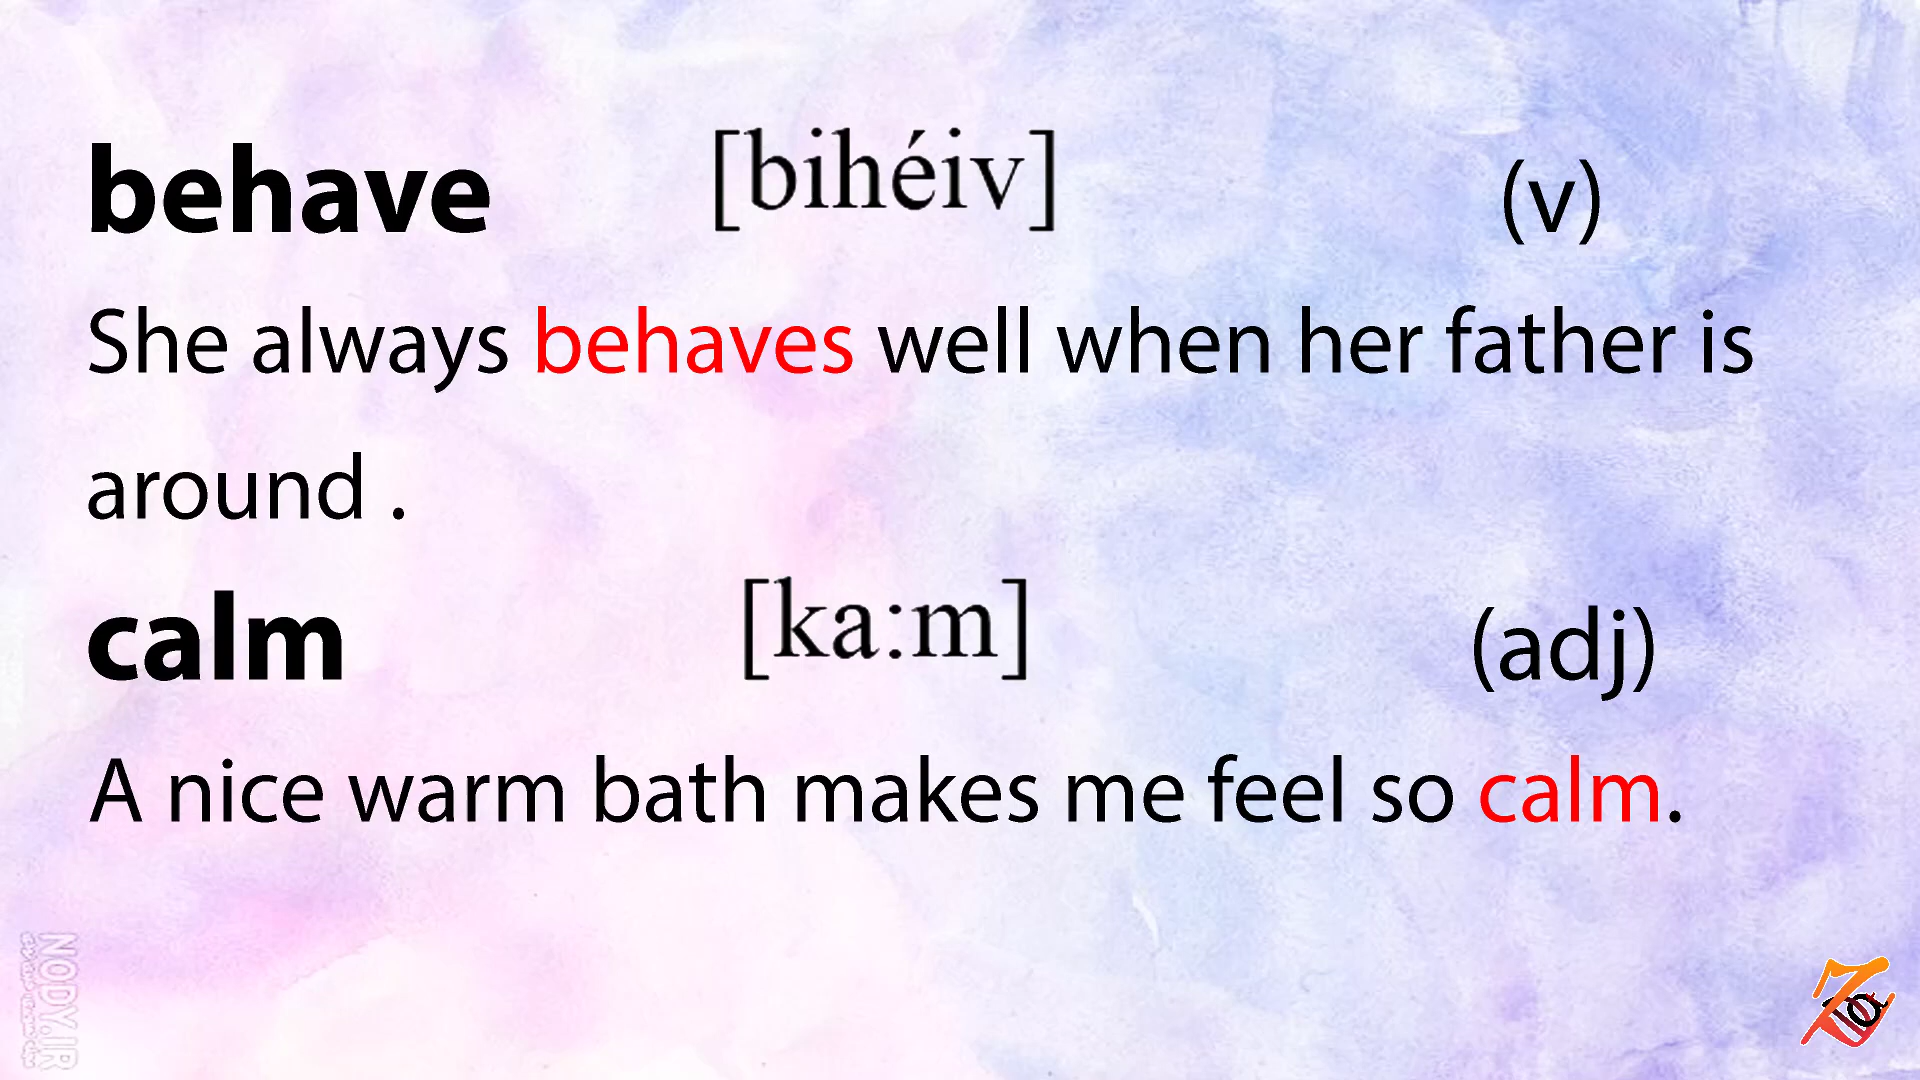 behave [bihéiv] (v)
She always behaves well when her father is
around .
calm [ka:m] (adj)
A nice warm bath makes me feel so calm.
NODY.IR